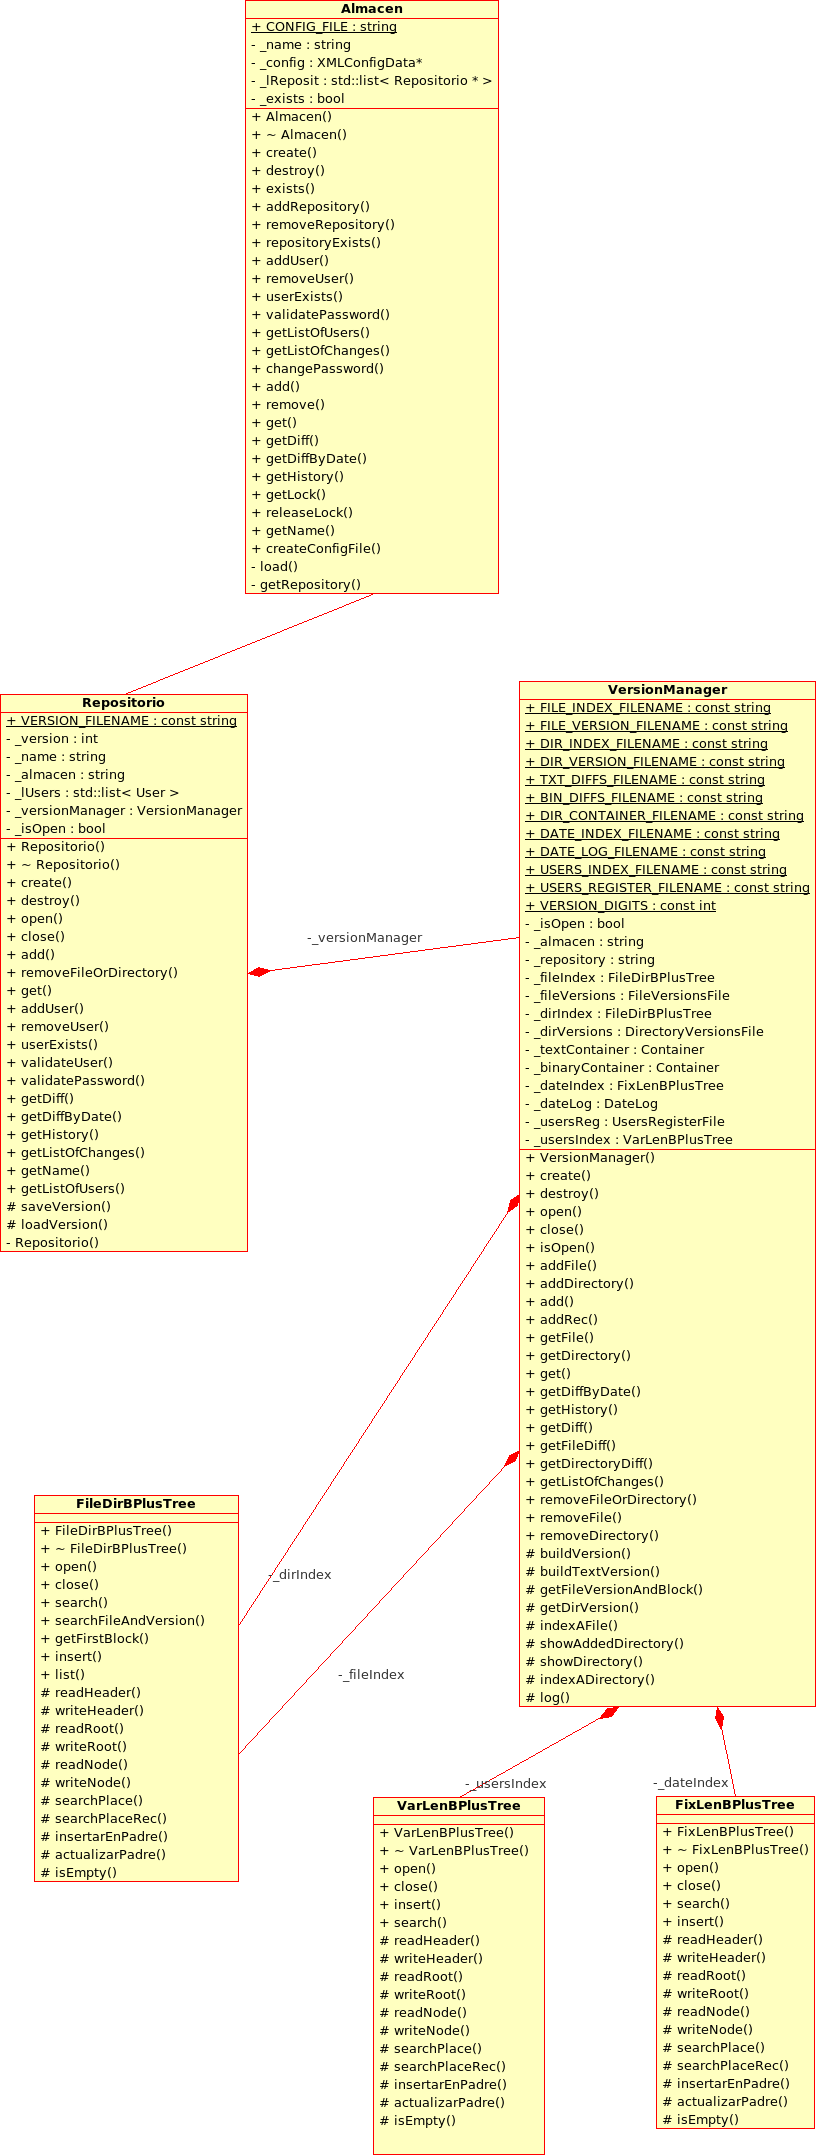 Almacen
+ CONFIG_FILE : string
- _name : string
- _config : XMLConfigData*
- _lReposit : std::list< Repositorio * >
- _exists : bool
+ Almacen()
+ ~ Almacen()
+ create()
+ destroy()
+ exists()
+ addRepository()
+ removeRepository()
+ repositoryExists()
+ addUser()
+ removeUser()
+ userExists()
+ validatePassword()
+ getListOfUsers()
+ getListOfChanges()
+ changePassword()
+ add()
+ remove()
+ get()
+ getDiff()
+ getDiffByDate()
+ getHistory()
+ getLock()
+ releaseLock()
+ getName()
+ createConfigFile()
- load()
- getRepository()
Repositorio
+ VERSION_FILENAME : const string
- _version : int
- _name : string
- _almacen : string
- _lUsers : std::list< User >
- _versionManager : VersionManager
- _isOpen : bool
+ Repositorio()
+ ~ Repositorio()
+ create()
+ destroy()
+ open()
+ close()
+ add()
+ removeFileOrDirectory()
+ get()
+ addUser()
+ removeUser()
+ userExists()
+ validateUser()
+ validatePassword()
+ getDiff()
+ getDiffByDate()
+ getHistory()
+ getListOfChanges()
+ getName()
+ getListOfUsers()
# saveVersion()
# loadVersion()
- Repositorio()
-_versionManager
VersionManager
+ FILE_INDEX_FILENAME : const string
+ FILE_VERSION_FILENAME : const string
+ DIR_INDEX_FILENAME : const string
+ DIR_VERSION_FILENAME : const string
+ TXT_DIFFS_FILENAME : const string
+ BIN_DIFFS_FILENAME : const string
+ DIR_CONTAINER_FILENAME : const string
+ DATE_INDEX_FILENAME : const string
+ DATE_LOG_FILENAME : const string
+ USERS_INDEX_FILENAME : const string
+ USERS_REGISTER_FILENAME : const string
+ VERSION_DIGITS : const int
- _isOpen : bool
- _almacen : string
- _repository : string
- _fileIndex : FileDirBPlusTree
- _fileVersions : FileVersionsFile
- _dirIndex : FileDirBPlusTree
- _dirVersions : DirectoryVersionsFile
- _textContainer : Container
- _binaryContainer : Container
- _dateIndex : FixLenBPlusTree
- _dateLog : DateLog
- _usersReg : UsersRegisterFile
- _usersIndex : VarLenBPlusTree
+ VersionManager()
+ create()
+ destroy()
+ open()
+ close()
+ isOpen()
+ addFile()
+ addDirectory()
+ add()
+ addRec()
+ getFile()
+ getDirectory()
+ get()
+ getDiffByDate()
+ getHistory()
+ getDiff()
+ getFileDiff()
+ getDirectoryDiff()
+ getListOfChanges()
+ removeFileOrDirectory()
+ removeFile()
+ removeDirectory()
# buildVersion()
# buildTextVersion()
# getFileVersionAndBlock()
# getDirVersion()
# indexAFile()
# showAddedDirectory()
# showDirectory()
# indexADirectory()
# log()
-_dirIndex
-_fileIndex
FileDirBPlusTree
+ FileDirBPlusTree()
+ ~ FileDirBPlusTree()
+ open()
+ close()
+ search()
+ searchFileAndVersion()
+ getFirstBlock()
+ insert()
+ list()
# readHeader()
# writeHeader()
# readRoot()
# writeRoot()
# readNode()
# writeNode()
# searchPlace()
# searchPlaceRec()
# insertarEnPadre()
# actualizarPadre()
# isEmpty()
-_usersIndex
-_dateIndex
VarLenBPlusTree
+ VarLenBPlusTree()
+ ~ VarLenBPlusTree()
+ open()
+ close()
+ insert()
+ search()
# readHeader()
# writeHeader()
# readRoot()
# writeRoot()
# readNode()
# writeNode()
# searchPlace()
# searchPlaceRec()
# insertarEnPadre()
# actualizarPadre()
# isEmpty()
FixLenBPlusTree
+ FixLenBPlusTree()
+ ~ FixLenBPlusTree()
+ open()
+ close()
+ search()
+ insert()
# readHeader()
# writeHeader()
# readRoot()
# writeRoot()
# readNode()
# writeNode()
# searchPlace()
# searchPlaceRec()
# insertarEnPadre()
# actualizarPadre()
# isEmpty()